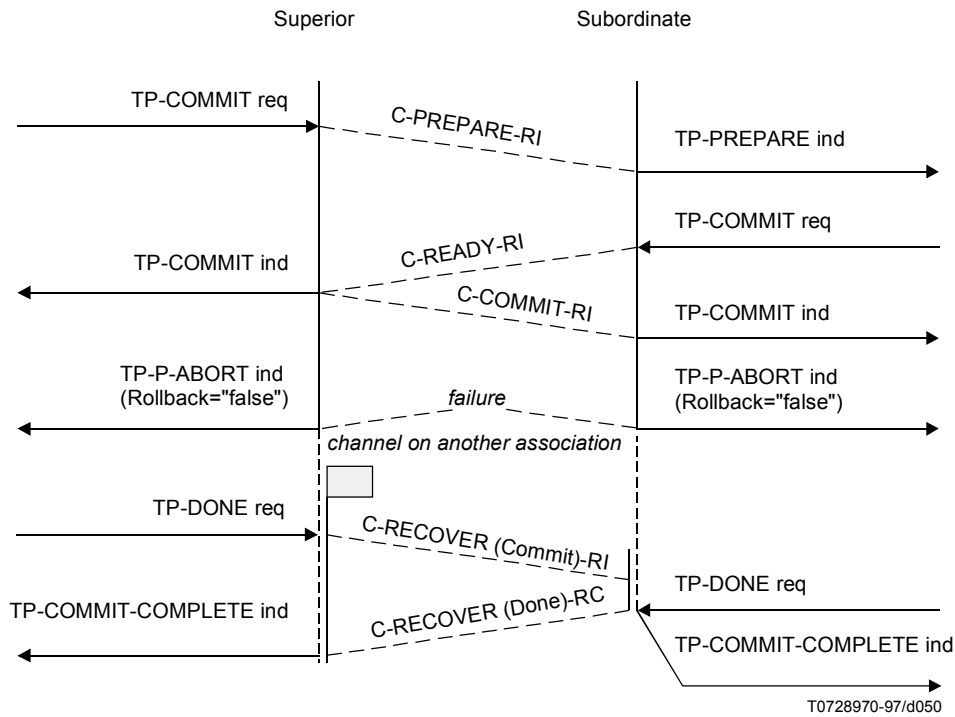 Superior
Subordinate
TP-COMMIT req
C-PREPARE-RI
TP-PREPARE ind
TP-COMMIT req
C-READY-RI
TP-COMMIT ind
C-COMMIT-RI
TP-COMMIT ind
TP-P-ABORT ind
(Rollback="false")
failure
TP-P-ABORT ind
(Rollback="false")
channel on another association
TP-DONE req
C-RECOVER (Commit)-RI
TP-DONE req
C-RECOVER (Done)-RC
TP-COMMIT-COMPLETE ind
TP-COMMIT-COMPLETE ind
T0728970-97/d050